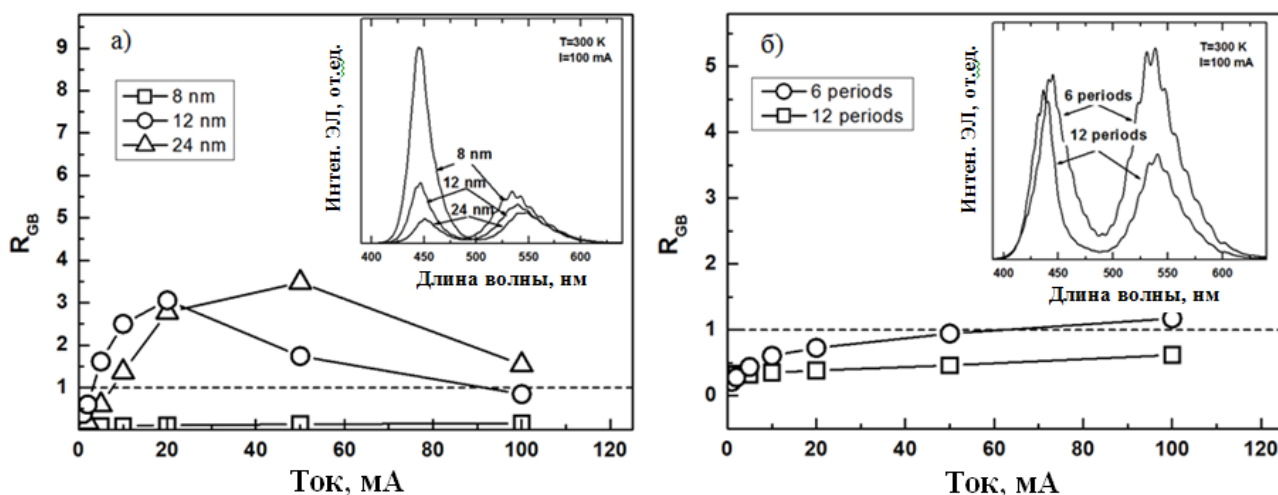 а)
R_GB
9
8
7
6
5
4
3
2
1
8 nm
12 nm
24 nm
0 20 40 60 80 100 120
Ток, мА
Интен. ЭЛ, от.ед.
T=300 K
I=100 mA
8 nm
12 nm
24 nm
400 450 500 550 600
Длина волны, нм
б)
R_GB
5
4
3
2
1
0
6 periods
12 periods
0 20 40 60 80 100 120
Ток, мА
Интен. ЭЛ, от.ед.
T=300 K
I=100 mA
6 periods
12 periods
400 450 500 550 600
Длина волны, нм